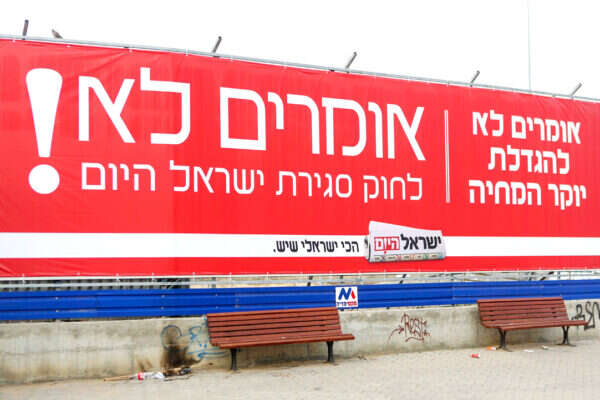 אומרים לא
להגדלת
יוקר המחיה
אומרים לא!
לחוק סגירת ישראל היום
ישראל היום
הכי ישראלי שיש.